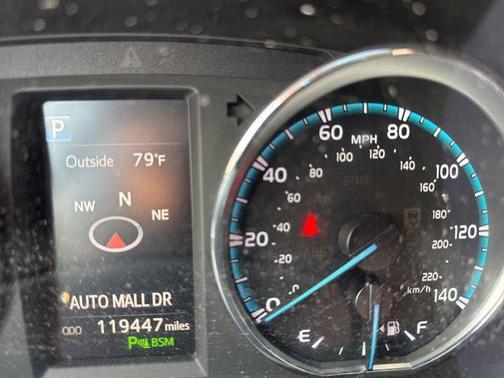 P
Outside 79°F
NW N NE
AUTO MALL DR
ODO 119447 miles
P BSM
0 20 40 60 80 100 120 140
MPH
0 20 40 60 80 100 120 140 160 180 200 220
km/h
BRAKE
E F